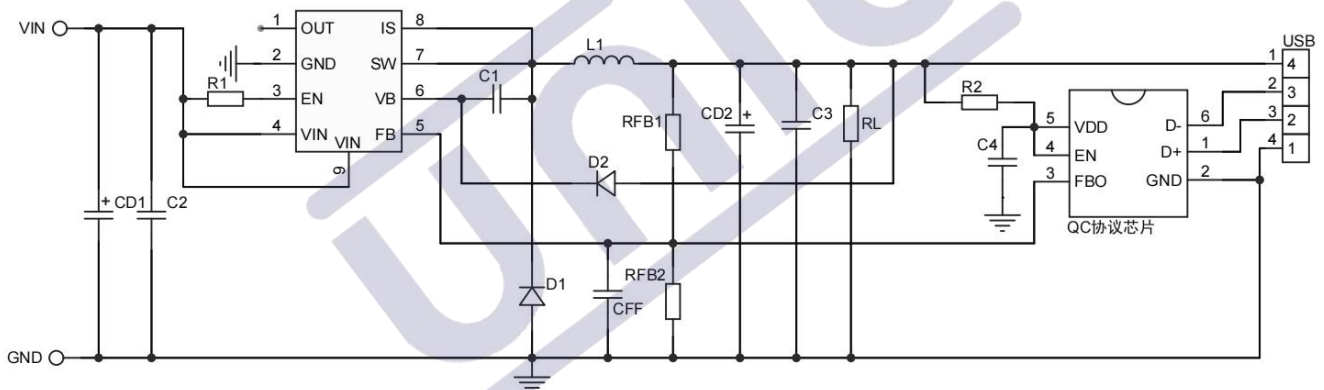 VIN
1 OUT IS 8
2 GND SW 7
R1 3 EN VB 6
4 VIN FB 5
VIN
9
C1
L1
D2
D1
CD1 C2
+
RFB1
RFB2
CFF
CD2 +
C3
RL
R2
C4
5 VDD D- 6
4 EN D+ 1
3 FBO GND 2
QC协议芯片
USB
1 4
2 3
3 2
4 1
GND